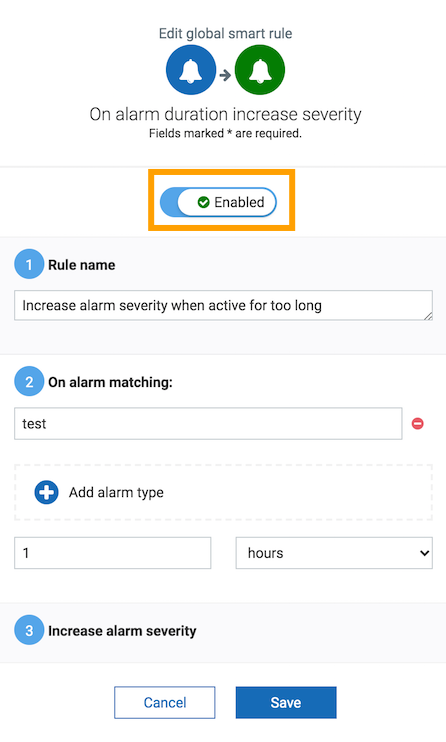 Edit global smart rule
On alarm duration increase severity
Fields marked * are required.
Enabled
1 Rule name
Increase alarm severity when active for too long
2 On alarm matching:
test
Add alarm type
1 hours
3 Increase alarm severity
Cancel Save